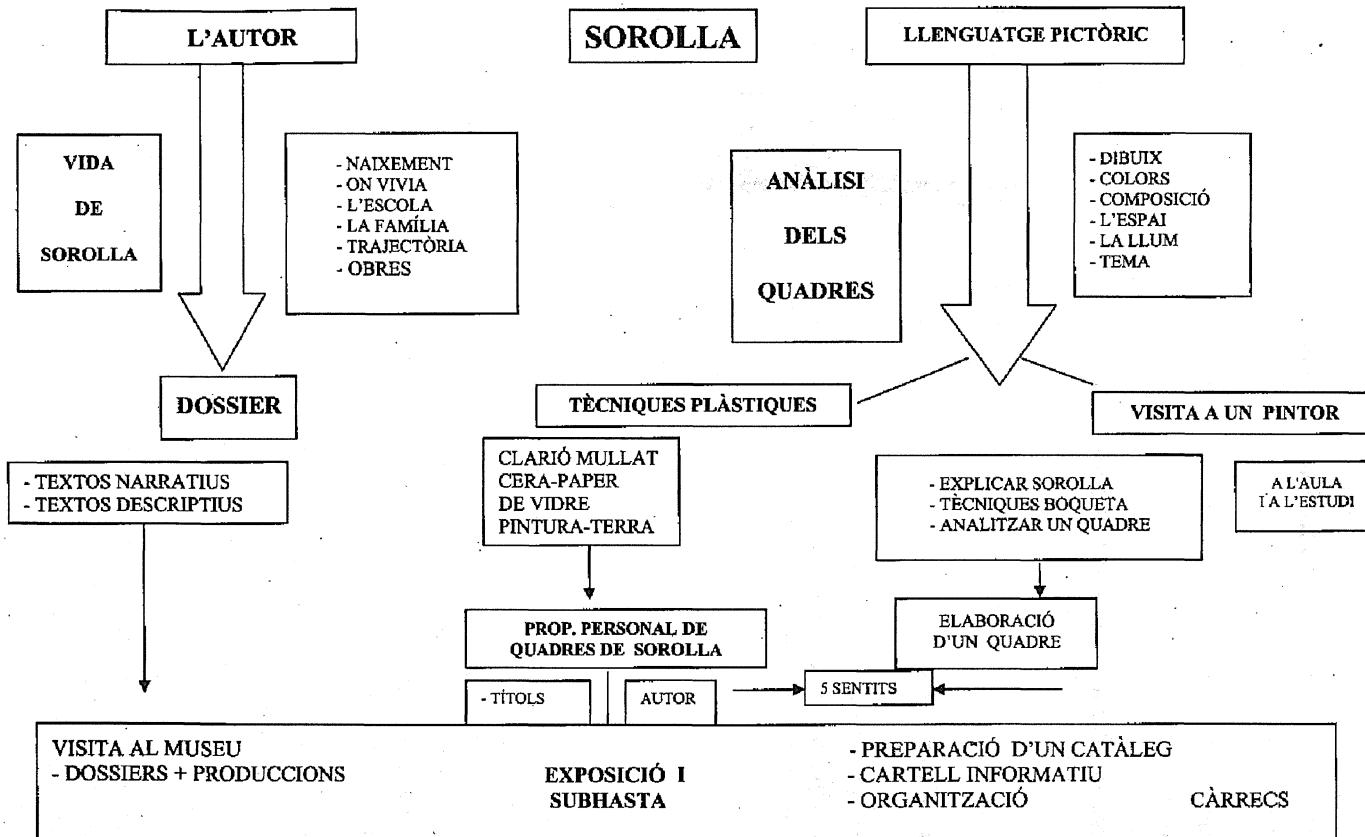 L'AUTOR
SOROLLA
LLENGUATGE PICTÒRIC
VIDA
DE
SOROLLA
- NAIXEMENT
- ON VIVIA
- L'ESCOLA
- LA FAMÍLIA
- TRAJECTÒRIA
- OBRES
ANÀLISI
DELS
QUADRES
- DIBUIX
- COLORS
- COMPOSICIÓ
- L'ESPAI
- LA LLUM
- TEMA
DOSSIER
TÈCNIQUES PLÀSTIQUES
VISITA A UN PINTOR
- TEXTOS NARRATIUS
- TEXTOS DESCRIPTIUS
CLARIÓ MULLAT
CERA-PAPER
DE VIDRE
PINTURA-TERRA
- EXPLICAR SOROLLA
- TÈCNIQUES BOQUETA
- ANALITZAR UN QUADRE
A L'AULA
I A L'ESTUDI
PROP. PERSONAL DE
QUADRES DE SOROLLA
ELABORACIÓ
D'UN QUADRE
- TÍTOLS
AUTOR
5 SENTITS
VISITA AL MUSEU
- DOSSIERS + PRODUCCIONS
EXPOSICIÓ I
SUBHASTA
- PREPARACIÓ D'UN CATÀLEG
- CARTELL INFORMATIU
- ORGANITZACIÓ CÀRRECS